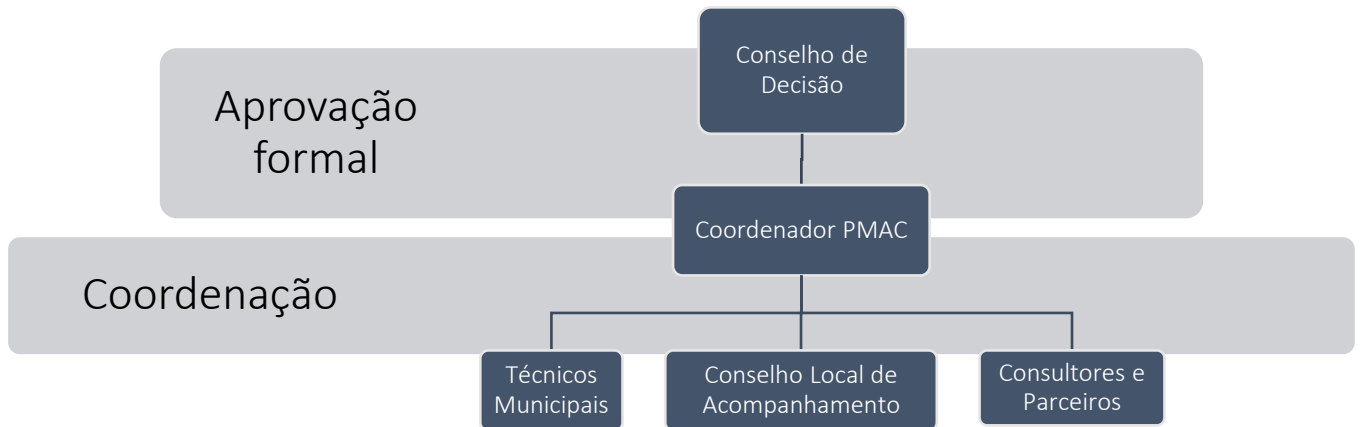 Conselho de
Decisão
Aprovação
formal
Coordenador PMAC
Coordenação
Técnicos
Municipais
Conselho Local de
Acompanhamento
Consultores e
Parceiros